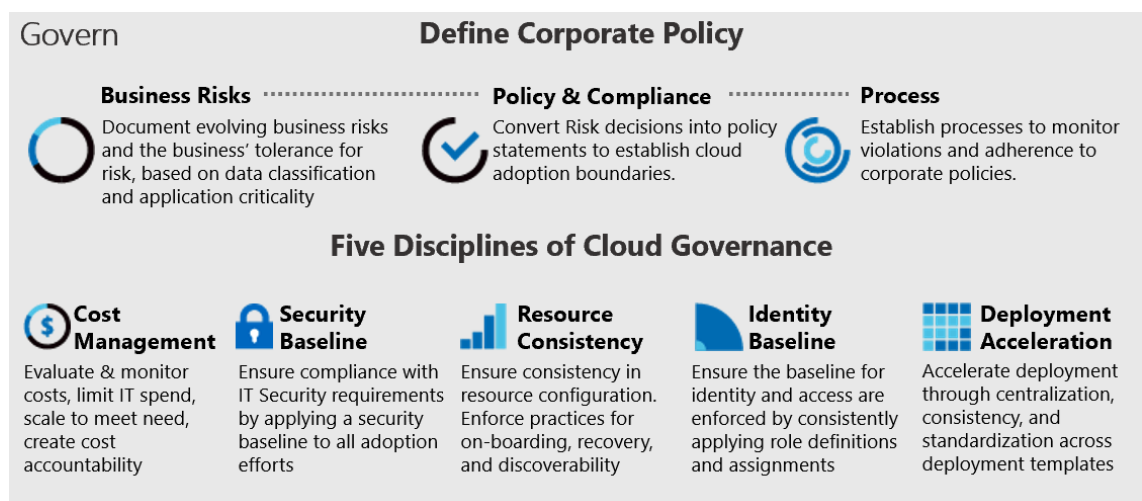 Govern
Define Corporate Policy
Business Risks
Document evolving business risks
and the business’ tolerance for
risk, based on data classification
and application criticality
Policy & Compliance
Convert Risk decisions into policy
statements to establish cloud
adoption boundaries.
Process
Establish processes to monitor
violations and adherence to
corporate policies.
Five Disciplines of Cloud Governance
$
Cost
Management
Evaluate & monitor
costs, limit IT spend,
scale to meet need,
create cost
accountability
Security
Baseline
Ensure compliance with
IT Security requirements
by applying a security
baseline to all adoption
efforts
Resource
Consistency
Ensure consistency in
resource configuration.
Enforce practices for
on-boarding, recovery,
and discoverability
Identity
Baseline
Ensure the baseline for
identity and access are
enforced by consistently
applying role definitions
and assignments
Deployment
Acceleration
Accelerate deployment
through centralization,
consistency, and
standardization across
deployment templates